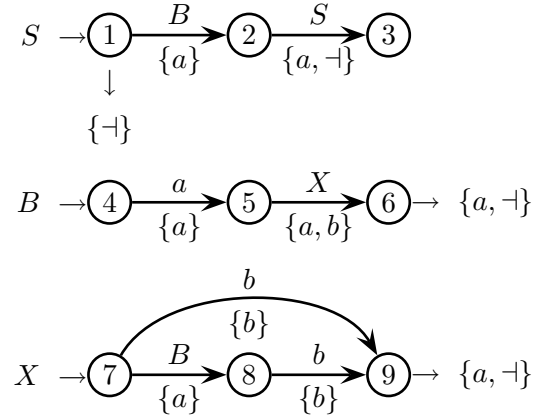 B S
S → 1 2 3
{a} {a, ⊣}
↓
{⊣}
a X
B → 4 5 6 → {a, ⊣}
{a} {a, b}
b
{b}
B b
X → 7 8 9 → {a, ⊣}
{a} {b}